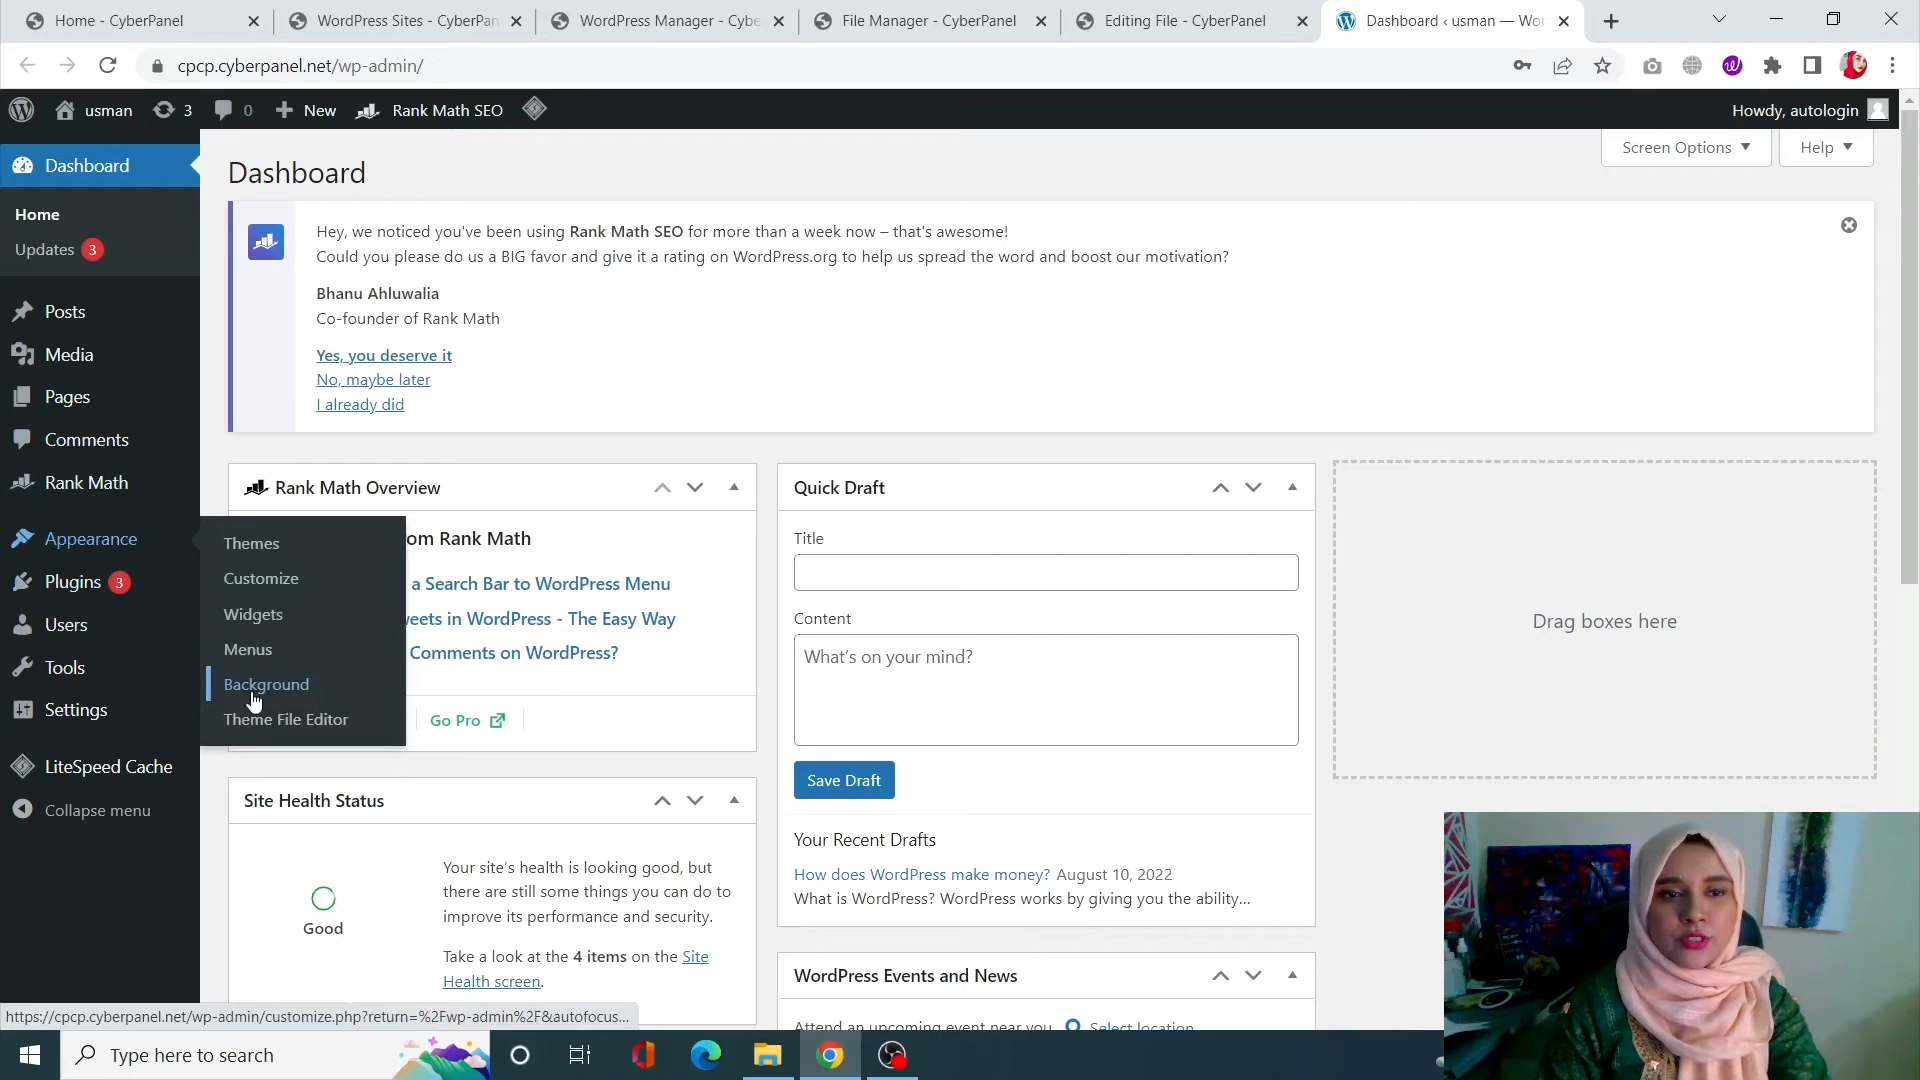 Home - CyberPanel
WordPress Sites - CyberPan
WordPress Manager - Cybe
File Manager - CyberPanel
Editing File - CyberPanel
Dashboard ‹ usman — Wor
cpcp.cyberpanel.net/wp-admin/
usman
3
0
New
Rank Math SEO
Howdy, autologin
Dashboard
Home
Updates 3
Posts
Media
Pages
Comments
Rank Math
Appearance
Plugins 3
Users
Tools
Settings
LiteSpeed Cache
Collapse menu
Themes
Customize
Widgets
Menus
Background
Theme File Editor
Screen Options
Help
Dashboard
Hey, we noticed you've been using Rank Math SEO for more than a week now – that's awesome!
Could you please do us a BIG favor and give it a rating on WordPress.org to help us spread the word and boost our motivation?
Bhanu Ahluwalia
Co-founder of Rank Math
Yes, you deserve it
No, maybe later
I already did
Rank Math Overview
om Rank Math
a Search Bar to WordPress Menu
veets in WordPress - The Easy Way
Comments on WordPress?
Go Pro
Site Health Status
Good
Your site's health is looking good, but
there are still some things you can do to
improve its performance and security.
Take a look at the 4 items on the Site
Health screen.
Quick Draft
Title
Content
What's on your mind?
Save Draft
Your Recent Drafts
How does WordPress make money? August 10, 2022
What is WordPress? WordPress works by giving you the ability...
WordPress Events and News
Attend an upcoming event near you.
Select location
Drag boxes here
https://cpcp.cyberpanel.net/wp-admin/customize.php?return=%2Fwp-admin%2F&autofocus...
Type here to search